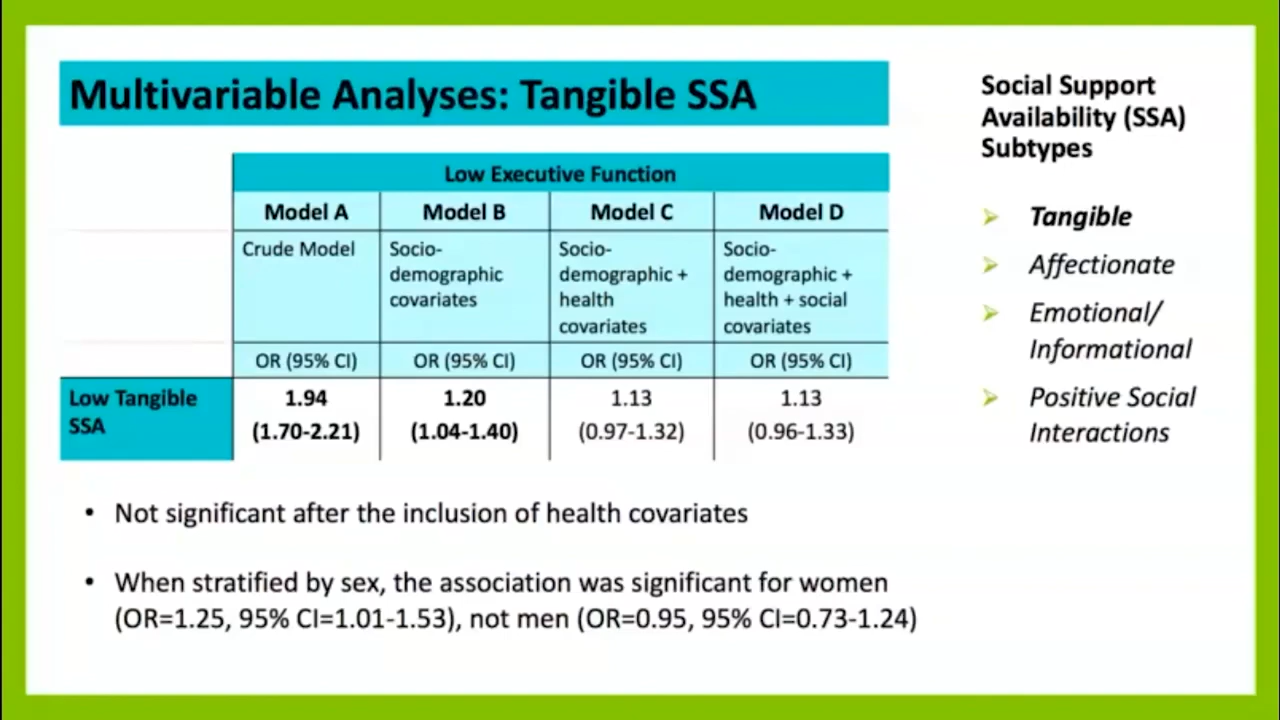 Multivariable Analyses: Tangible SSA
Low Executive Function
Model A Model B Model C Model D
Crude Model Socio- Socio- Socio-
demographic demographic + demographic +
covariates health health + social
covariates covariates
OR (95% CI) OR (95% CI) OR (95% CI) OR (95% CI)
Low Tangible 1.94 1.20 1.13 1.13
SSA (1.70-2.21) (1.04-1.40) (0.97-1.32) (0.96-1.33)
• Not significant after the inclusion of health covariates
• When stratified by sex, the association was significant for women
(OR=1.25, 95% CI=1.01-1.53), not men (OR=0.95, 95% CI=0.73-1.24)
Social Support
Availability (SSA)
Subtypes
Tangible
Affectionate
Emotional/
Informational
Positive Social
Interactions